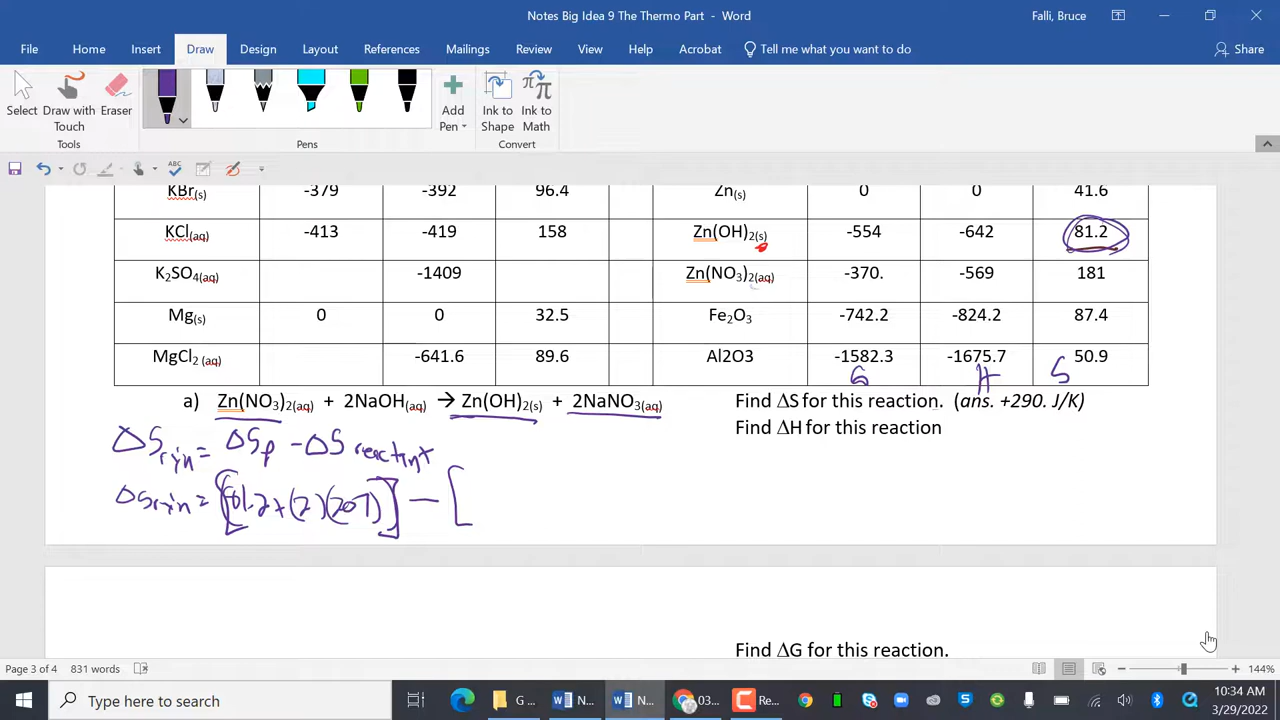 Notes Big Idea 9 The Thermo Part - Word
Falli, Bruce
File Home Insert Draw Design Layout References Mailings Review View Help Acrobat Tell me what you want to do Share
Select Draw with Touch Eraser Add Pen Ink to Shape Ink to Math
Tools Pens Convert
KBr(s) -379 -392 96.4 Zn(s) 0 0 41.6
KCl(aq) -413 -419 158 Zn(OH)2(s) -554 -642 81.2
K2SO4(aq) -1409 Zn(NO3)2(aq) -370. -569 181
Mg(s) 0 0 32.5 Fe2O3 -742.2 -824.2 87.4
MgCl2 (aq) -641.6 89.6 Al2O3 -1582.3 -1675.7 50.9
G H S
a) Zn(NO3)2(aq) + 2NaOH(aq) → Zn(OH)2(s) + 2NaNO3(aq) Find ΔS for this reaction. (ans. +290. J/K)
Find ΔH for this reaction
ΔS rxn = ΔSp - ΔS reactant
ΔS rxn = [81.2 + (2)(207)] - [
Find ΔG for this reaction.
Page 3 of 4 831 words 144%
Type here to search G ... N... N... 03... Re... 10:34 AM
3/29/2022